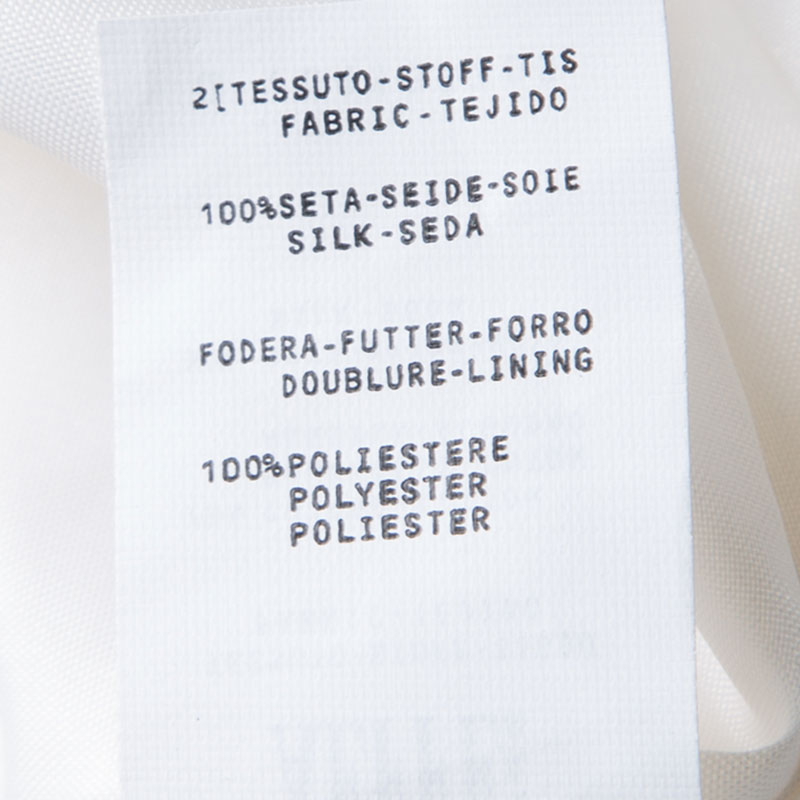 2[TESSUTO-STOFF-TIS
FABRIC-TEJIDO
100%SETA-SEIDE-SOIE
SILK-SEDA
FODERA-FUTTER-FORRO
DOUBLURE-LINING
100%POLIESTERE
POLYESTER
POLIESTER